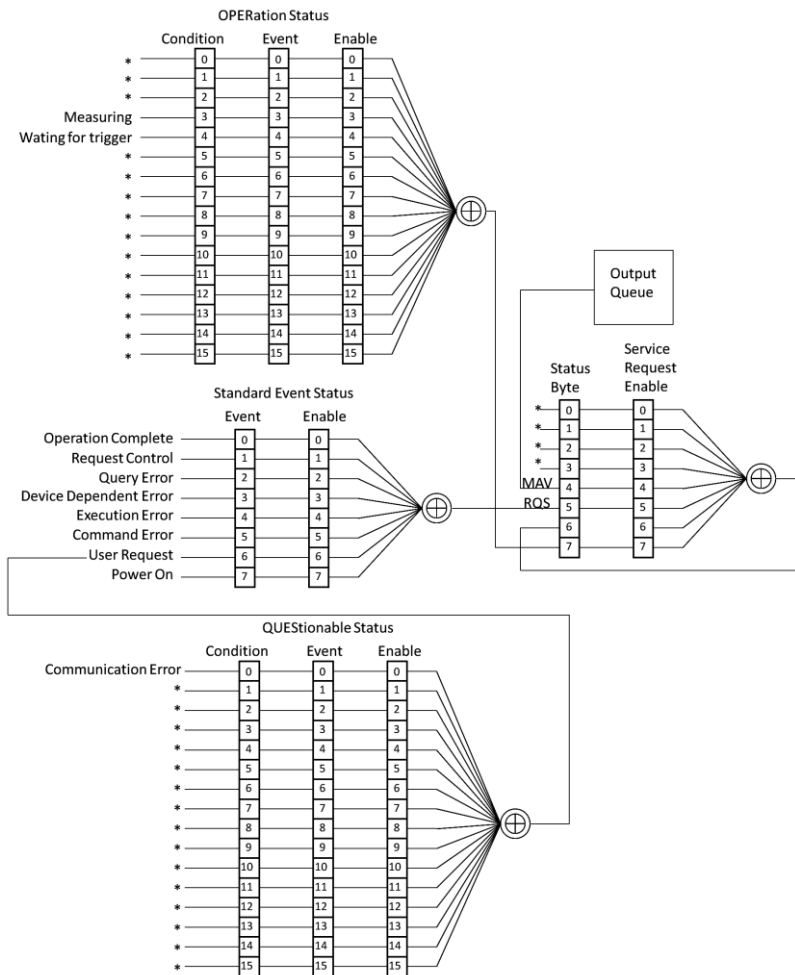 OPERation Status
Condition Event Enable
* 0 0 0
* 1 1 1
* 2 2 2
Measuring 3 3 3
Wating for trigger 4 4 4
* 5 5 5
* 6 6 6
* 7 7 7
* 8 8 8
* 9 9 9
* 10 10 10
* 11 11 11
* 12 12 12
* 13 13 13
* 14 14 14
* 15 15 15
Output
Queue
Status
Byte
Service
Request
Enable
* 0 0
* 1 1
* 2 2
* 3 3
MAV 4 4
RQS 5 5
6 6
7 7
Standard Event Status
Event Enable
Operation Complete 0 0
Request Control 1 1
Query Error 2 2
Device Dependent Error 3 3
Execution Error 4 4
Command Error 5 5
User Request 6 6
Power On 7 7
QUEStionable Status
Condition Event Enable
Communication Error 0 0 0
* 1 1 1
* 2 2 2
* 3 3 3
* 4 4 4
* 5 5 5
* 6 6 6
* 7 7 7
* 8 8 8
* 9 9 9
* 10 10 10
* 11 11 11
* 12 12 12
* 13 13 13
* 14 14 14
* 15 15 15